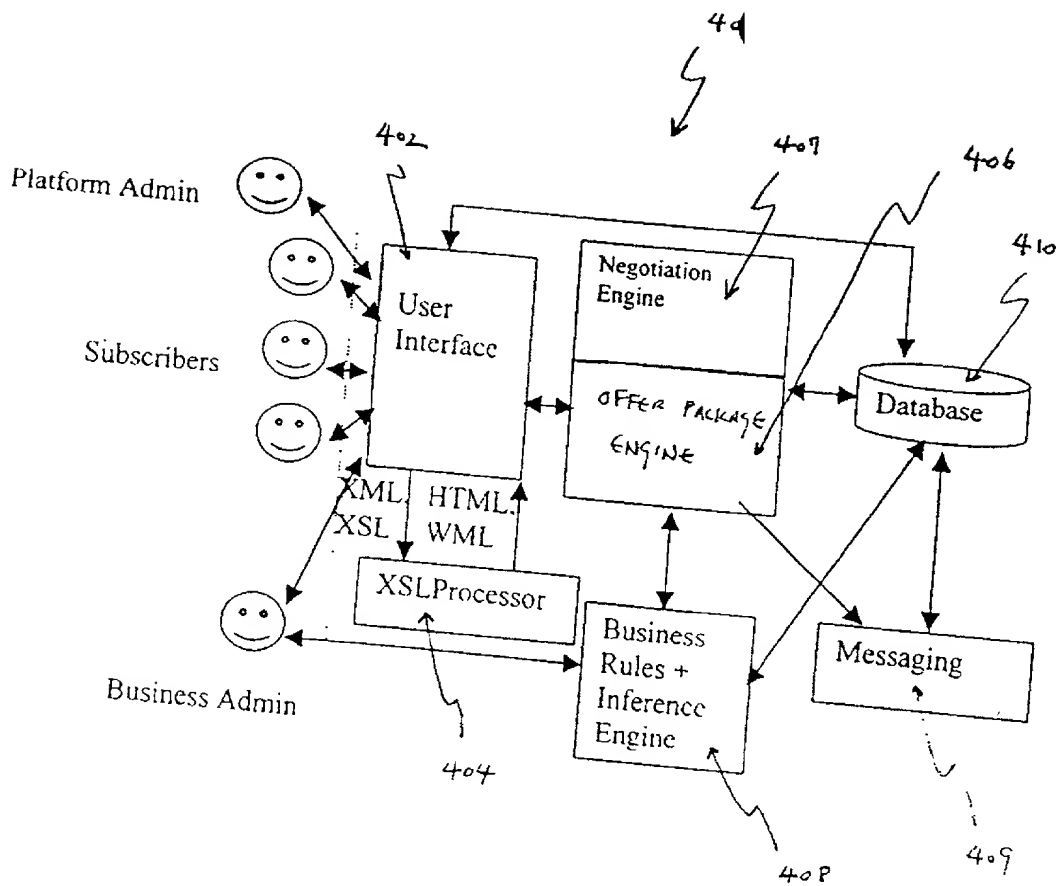 402
407
406
410
Platform Admin
Subscribers
User
Interface
Negotiation
Engine
OFFER PACKAGE
ENGINE
Database
XML,
XSL
HTML,
WML
XSLProcessor
Business Admin
Business
Rules +
Inference
Engine
Messaging
404
408
409